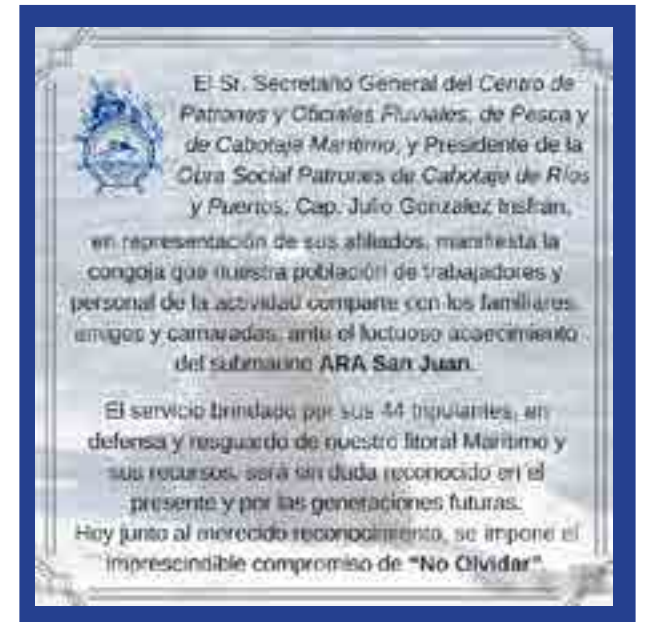 El Sr. Secretario General del Centro de
Patrones y Oficiales Fluviales, de Pesca y
de Cabotaje Marítimo, y Presidente de la
Obra Social Patrones de Cabotaje de Ríos
y Puertos, Cap. Julio González Insfrán,
en representación de sus afiliados, manifiesta la
congoja que nuestra población de trabajadores y
personal de la actividad comparte con los familiares,
amigos y camaradas, ante el luctuoso acaecimiento
del submarino ARA San Juan.
El servicio brindado por sus 44 tripulantes, en
defensa y resguardo de nuestro litoral Marítimo y
sus recursos, será sin duda reconocido en el
presente y por las generaciones futuras.
Hoy junto al merecido reconocimiento, se impone el
imprescindible compromiso de “No Olvidar”.